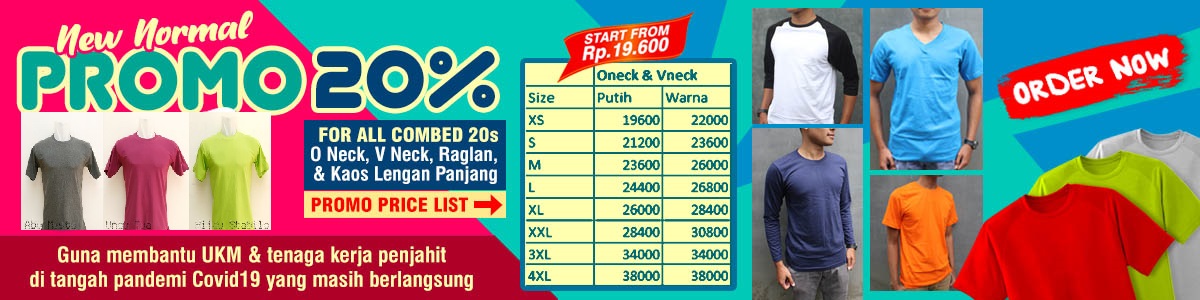 New Normal
PROMO 20%
FOR ALL COMBED 20s
O Neck, V Neck, Raglan,
& Kaos Lengan Panjang
PROMO PRICE LIST
Guna membantu UKM & tenaga kerja penjahit
di tangah pandemi Covid19 yang masih berlangsung
START FROM
Rp.19.600
Oneck & Vneck
Size Putih Warna
XS 19600 22000
S 21200 23600
M 23600 26000
L 24400 26800
XL 26000 28400
XXL 28400 30800
3XL 34000 34000
4XL 38000 38000
ORDER NOW